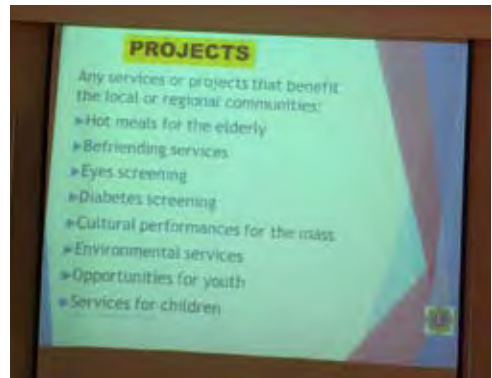 PROJECTS
Any services or projects that benefit
the local or regional communities:
Hot meals for the elderly
Befriending services
Eyes screening
Diabetes screening
Cultural performances for the mass
Environmental services
Opportunities for youth
Services for children